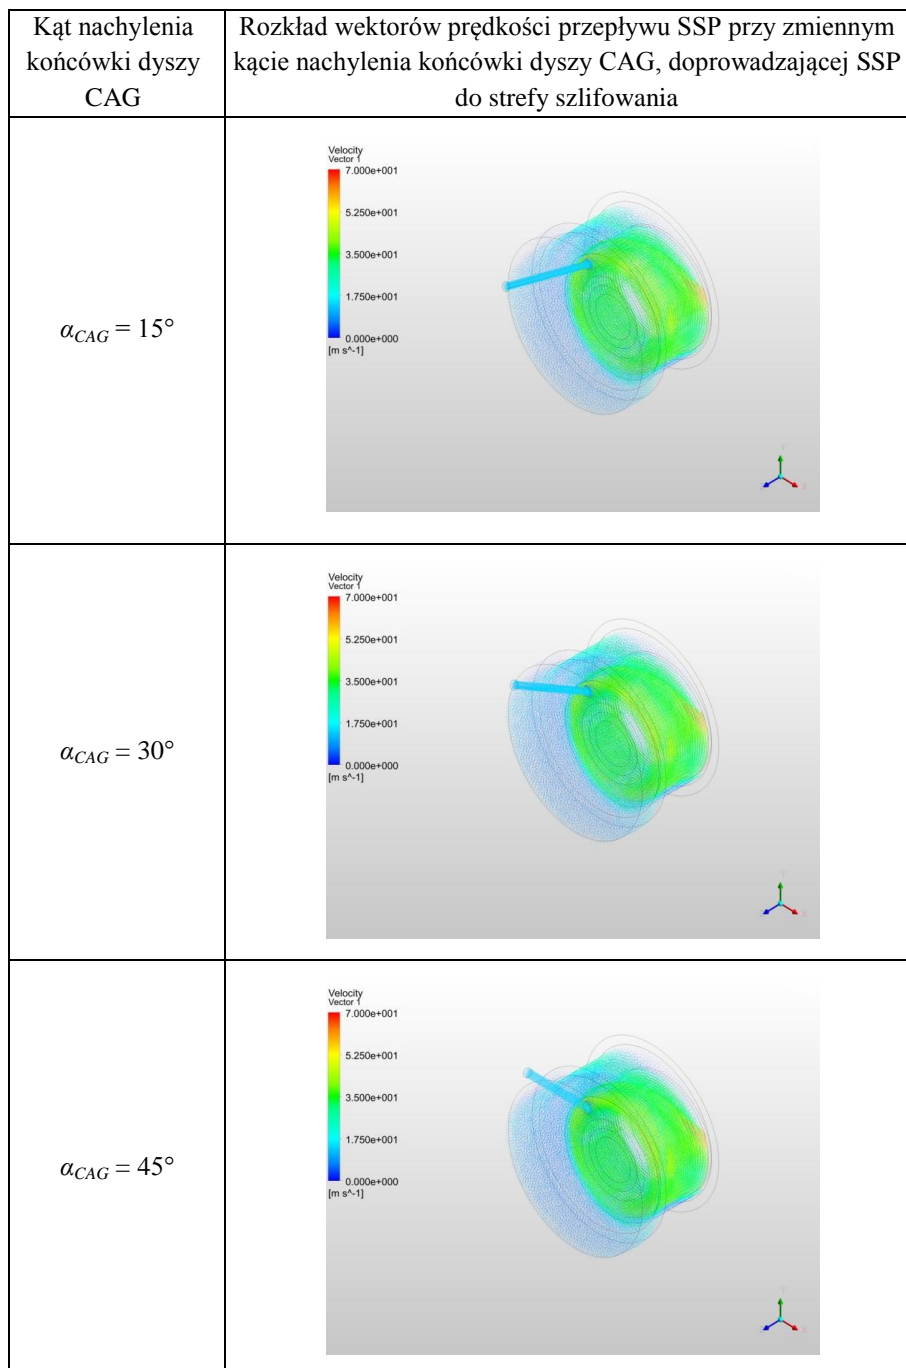 Kąt nachylenia
końcówki dyszy
CAG
Rozkład wektorów prędkości przepływu SSP przy zmiennym
kącie nachylenia końcówki dyszy CAG, doprowadzającej SSP
do strefy szlifowania
α_CAG = 15°
Velocity
Vector 1
7.000e+001
5.250e+001
3.500e+001
1.750e+001
0.000e+000
[m s^-1]
Y
Z
X
α_CAG = 30°
Velocity
Vector 1
7.000e+001
5.250e+001
3.500e+001
1.750e+001
0.000e+000
[m s^-1]
Y
Z
X
α_CAG = 45°
Velocity
Vector 1
7.000e+001
5.250e+001
3.500e+001
1.750e+001
0.000e+000
[m s^-1]
Y
Z
X